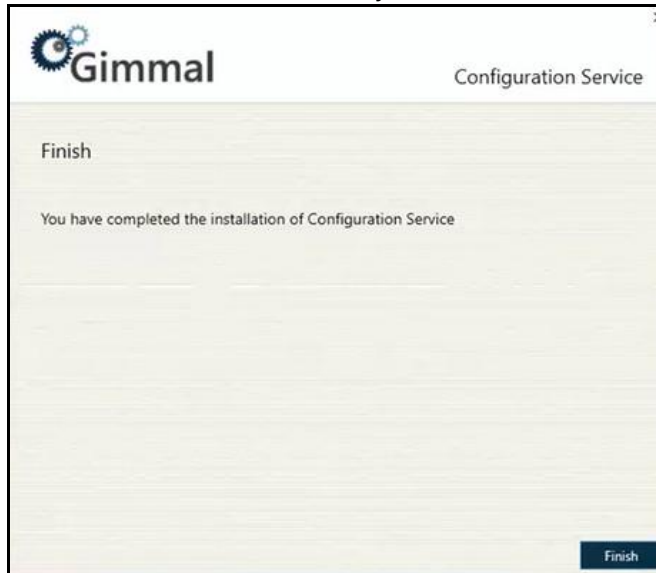 Gimmal
Configuration Service
Finish
You have completed the installation of Configuration Service
Finish